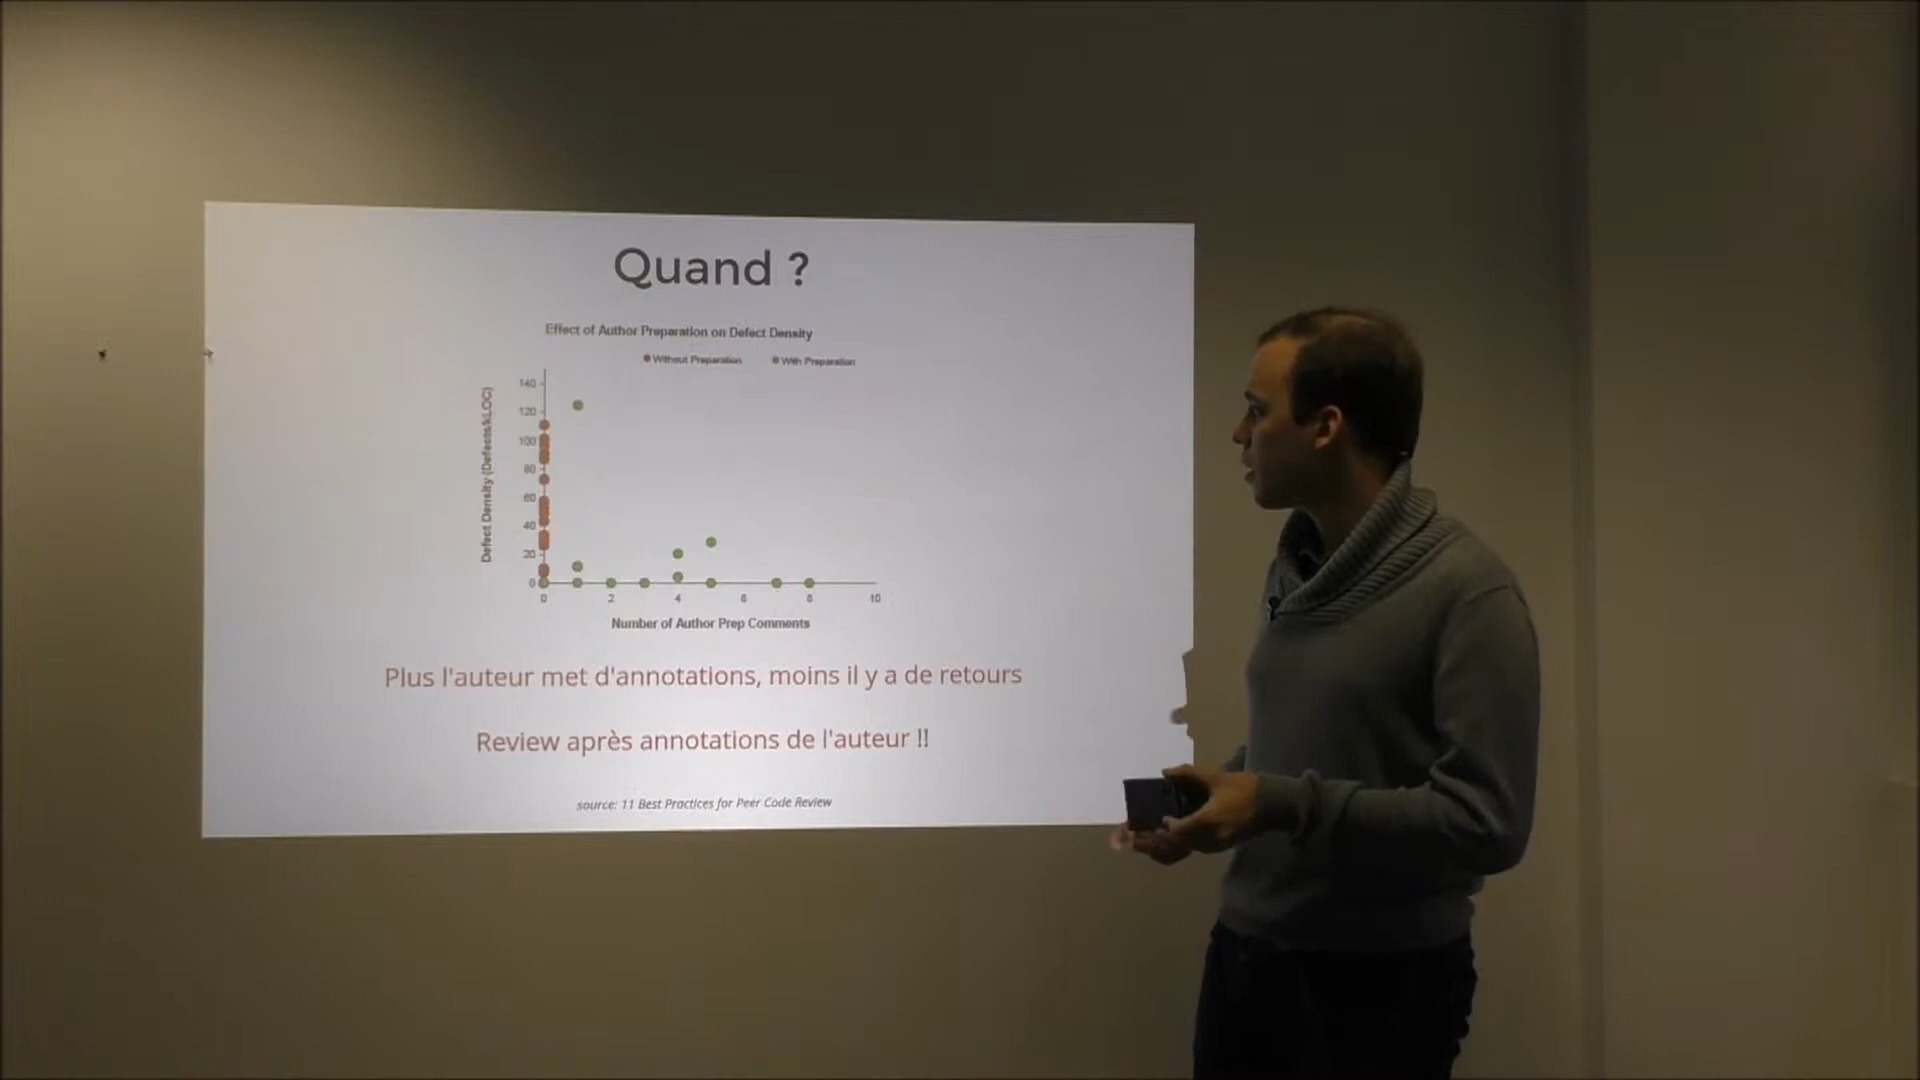 Quand ?
Effect of Author Preparation on Defect Density
Without Preparation With Preparation
Defect Density (Defects/kLOC)
140
120
100
80
60
40
20
0
0 2 4 6 8 10
Number of Author Prep Comments
Plus l'auteur met d'annotations, moins il y a de retours
Review après annotations de l'auteur !!
source: 11 Best Practices for Peer Code Review